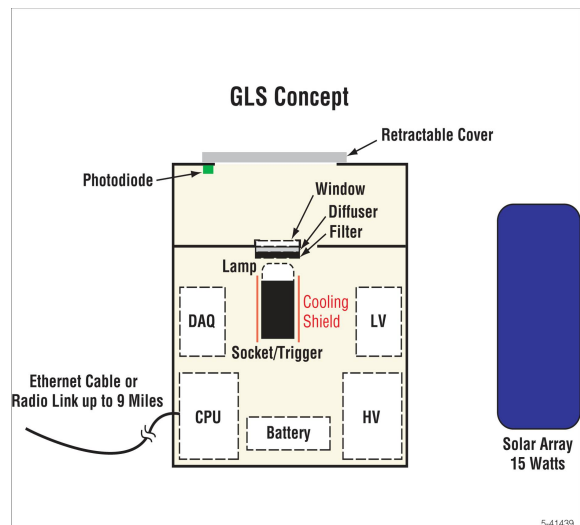 GLS Concept
Retractable Cover
Photodiode
Window
Diffuser
Filter
Lamp
Cooling
Shield
DAQ
LV
Socket/Trigger
Ethernet Cable or
Radio Link up to 9 Miles
CPU
Battery
HV
Solar Array
15 Watts
5-41439